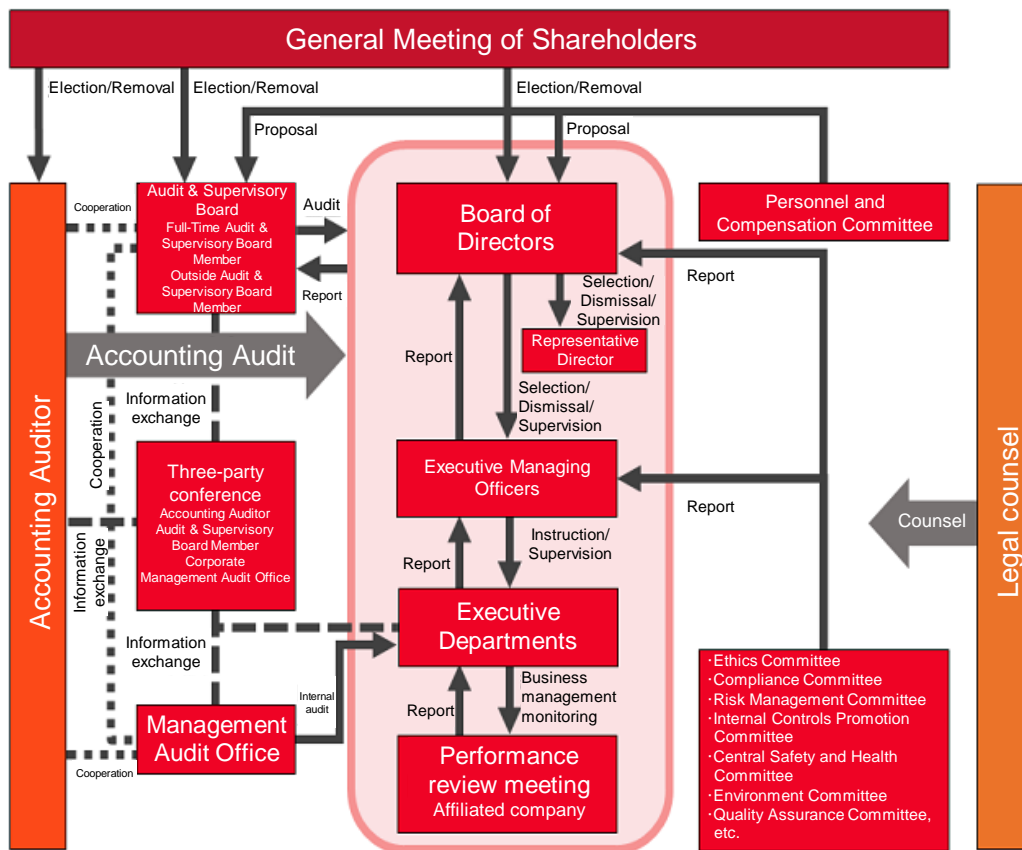 General Meeting of Shareholders
Election/Removal
Election/Removal
Election/Removal
Proposal
Proposal
Accounting Auditor
Cooperation
Audit & Supervisory
Board
Full-Time Audit &
Supervisory Board
Member
Outside Audit &
Supervisory Board
Member
Audit
Report
Board of
Directors
Personnel and
Compensation Committee
Report
Selection/
Dismissal/
Supervision
Representative
Director
Accounting Audit
Report
Information
exchange
Selection/
Dismissal/
Supervision
Cooperation
Three-party
conference
Accounting Auditor
Audit & Supervisory
Board Member
Corporate
Management Audit Office
Executive Managing
Officers
Report
Counsel
Legal counsel
Information
exchange
Report
Instruction/
Supervision
Executive
Departments
Information
exchange
Internal
audit
Report
Business
management
monitoring
Management
Audit Office
Cooperation
Performance
review meeting
Affiliated company
·Ethics Committee
·Compliance Committee
·Risk Management Committee
·Internal Controls Promotion
Committee
·Central Safety and Health
Committee
·Environment Committee
·Quality Assurance Committee,
etc.